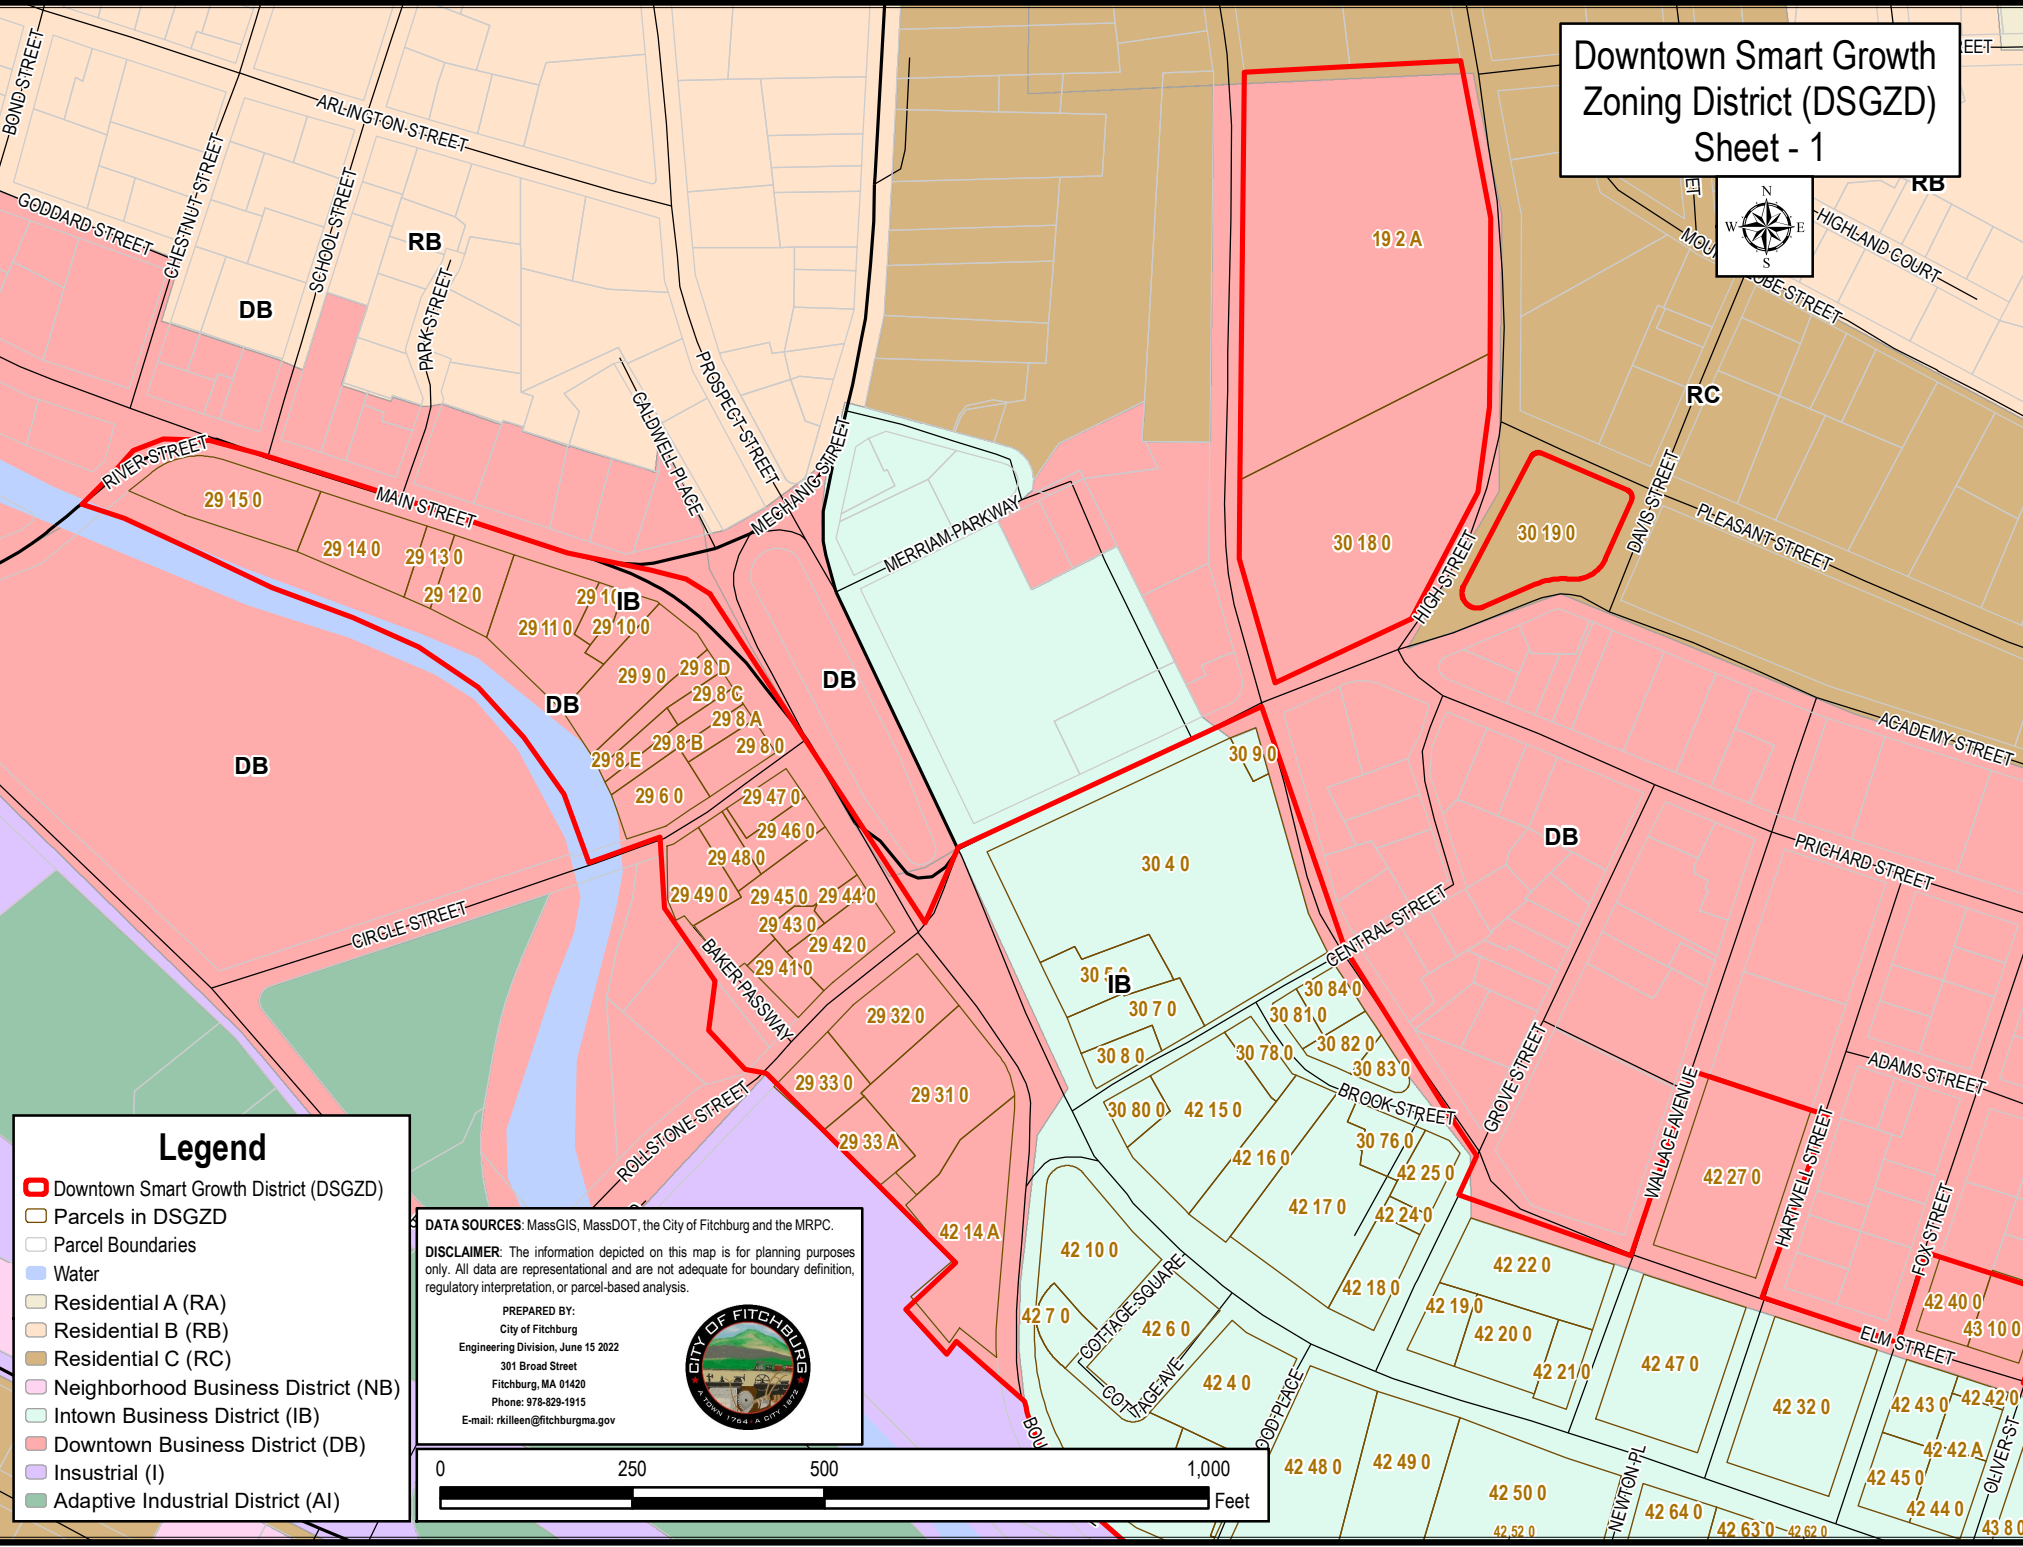 Downtown Smart Growth
Zoning District (DSGZD)
Sheet - 1
N
W E
S
BOND STREET
ARLINGTON STREET
CHESTNUT STREET
SCHOOL STREET
GODDARD STREET
PARK STREET
RB
DB
RB
HIGHLAND COURT
RC
19 2 A
PROSPECT STREET
CALDWELL PLACE
MECHANIC STREET
RIVER STREET
MAIN STREET
MERRIAM PARKWAY
HIGH STREET
DAVIS STREET
PLEASANT STREET
30 18 0
30 19 0
29 15 0
29 14 0
29 13 0
29 12 0
29 11 0
IB
29 10 0
29 9 0
29 8 D
29 8 C
29 8 A
29 8 B
29 8 0
29 8 E
29 6 0
DB
DB
DB
ACADEMY STREET
30 9 0
29 47 0
29 46 0
29 48 0
29 49 0
29 45 0
29 44 0
29 43 0
29 42 0
29 41 0
30 4 0
DB
PRICHARD STREET
CIRCLE STREET
BAKER PASSWAY
CENTRAL STREET
IB
30 7 0
30 8 0
30 84 0
30 81 0
30 82 0
30 83 0
30 78 0
29 32 0
29 33 0
29 31 0
29 33 A
ROLLSTONE STREET
30 80 0
42 15 0
BROOK STREET
GROVE STREET
WALLACE AVENUE
ADAMS STREET
HARTWELL STREET
FOX STREET
30 76 0
42 16 0
42 25 0
42 17 0
42 24 0
42 27 0
42 14 A
42 10 0
42 22 0
42 18 0
42 19 0
42 20 0
42 21 0
42 7 0
COTTAGE SQUARE
42 6 0
COTTAGE AVE
42 4 0
42 47 0
42 32 0
42 40 0
43 10 0
ELM STREET
42 43 0
42 42 0
42 42 A
42 45 0
42 44 0
43 8 0
OLIVER ST
42 48 0
42 49 0
42 50 0
42 52 0
NEWTON PL
42 64 0
42 63 0
42 62 0
Legend
Downtown Smart Growth District (DSGZD)
Parcels in DSGZD
Parcel Boundaries
Water
Residential A (RA)
Residential B (RB)
Residential C (RC)
Neighborhood Business District (NB)
Intown Business District (IB)
Downtown Business District (DB)
Insustrial (I)
Adaptive Industrial District (AI)
DATA SOURCES: MassGIS, MassDOT, the City of Fitchburg and the MRPC.
DISCLAIMER: The information depicted on this map is for planning purposes
only. All data are representational and are not adequate for boundary definition,
regulatory interpretation, or parcel-based analysis.
PREPARED BY:
City of Fitchburg
Engineering Division, June 15 2022
301 Broad Street
Fitchburg, MA 01420
Phone: 978-829-1915
E-mail: rkilleen@fitchburgma.gov
CITY OF FITCHBURG
A TOWN 1764 - A CITY 1872
0 250 500 1,000
Feet